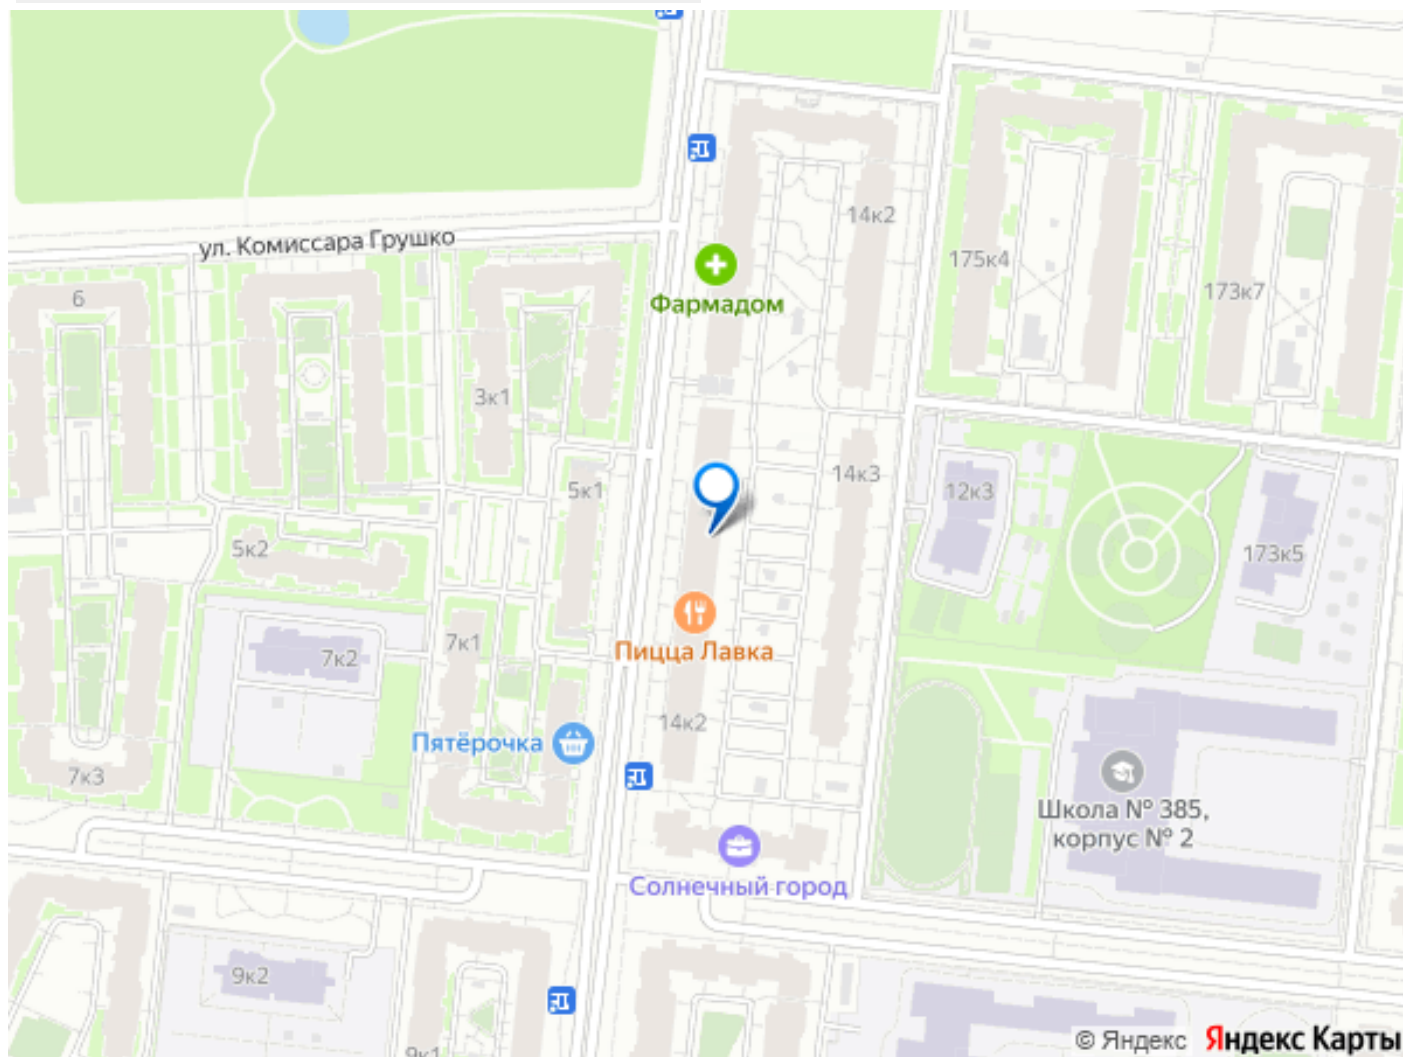 14к2
ул. Комиссара Грушко
175к4
6
173к7
Фармадом
3к1
14к3
5к1
12к3
5к2
173к5
7к1
7к2
Пицца Лавка
14к2
Пятёрочка
7к3
Школа № 385,
корпус № 2
Солнечный город
9к2
9к1
© Яндекс Яндекс Карты